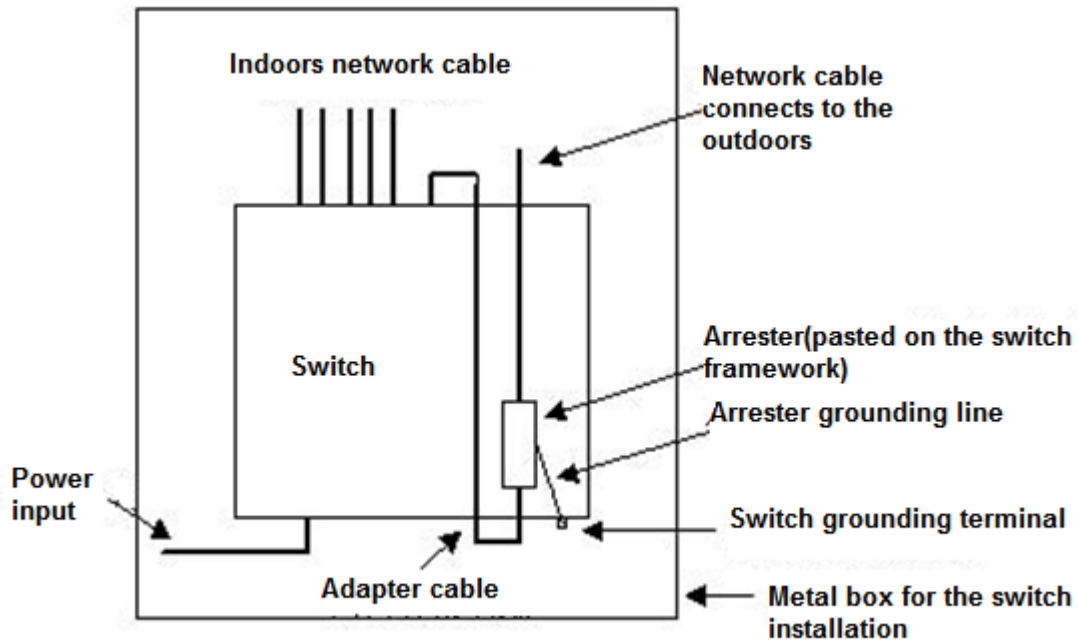 Indoors network cable
Network cable
connects to the
outdoors
Switch
Arrester(pasted on the switch
framework)
Arrester grounding line
Power
input
Switch grounding terminal
Adapter cable
Metal box for the switch
installation